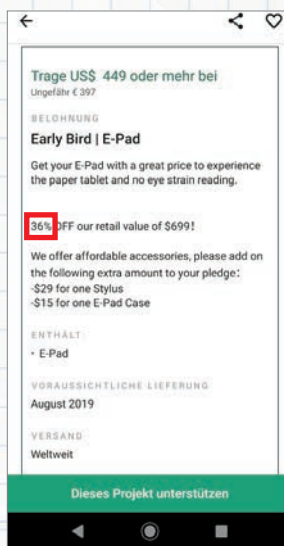 Trage US$ 449 oder mehr bei
Ungefähr € 397
BELOHNUNG
Early Bird | E-Pad
Get your E-Pad with a great price to experience
the paper tablet and no eye strain reading.
36% OFF our retail value of $699!
We offer affordable accessories, please add on
the following extra amount to your pledge:
-$29 for one Stylus
-$15 for one E-Pad Case
ENTHÄLT
• E-Pad
VORAUSSICHTLICHE LIEFERUNG
August 2019
VERSAND
Weltweit
Dieses Projekt unterstützen